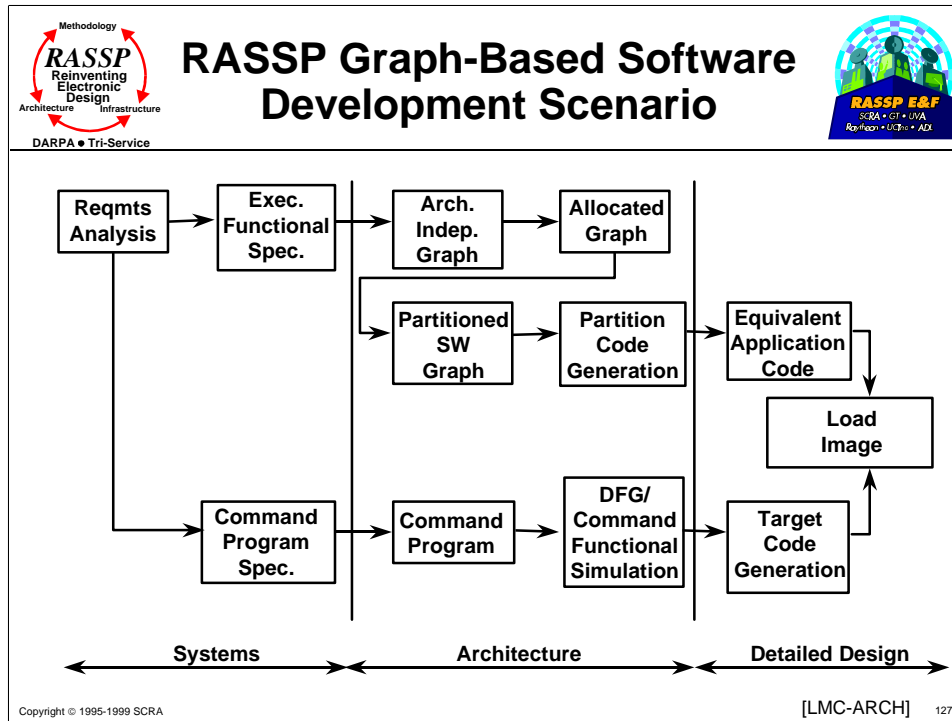 Methodology
RASSP
Reinventing
Electronic
Design
Architecture Infrastructure
DARPA ● Tri-Service
RASSP Graph-Based Software
Development Scenario
RASSP E&F
SCRA • GT • UVA
Raytheon • UCinc • ADL
Reqmts
Analysis
Exec.
Functional
Spec.
Arch.
Indep.
Graph
Allocated
Graph
Partitioned
SW
Graph
Partition
Code
Generation
Equivalent
Application
Code
Load
Image
Command
Program
Spec.
Command
Program
DFG/
Command
Functional
Simulation
Target
Code
Generation
Systems
Architecture
Detailed Design
Copyright © 1995-1999 SCRA
[LMC-ARCH]
127